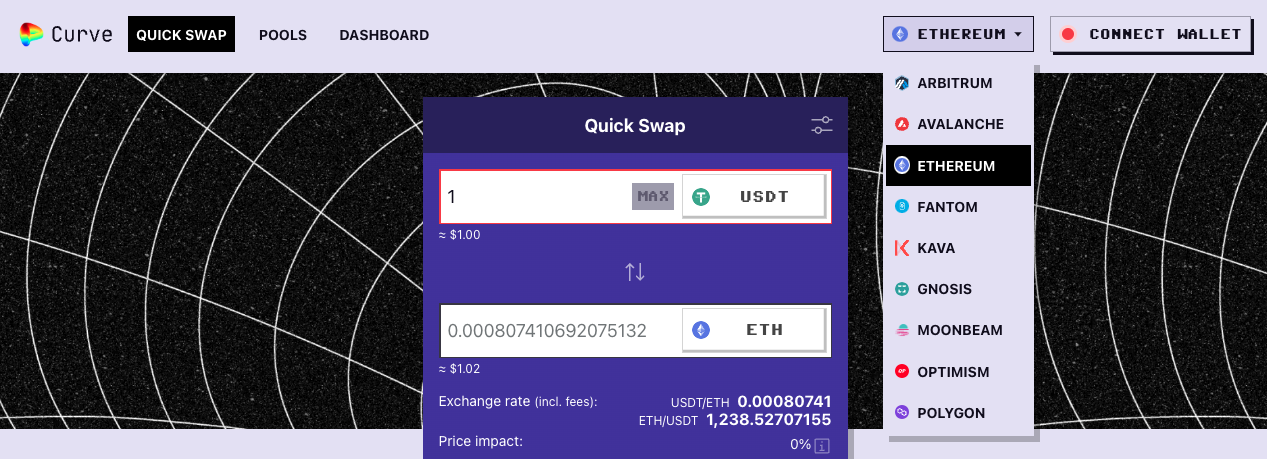 Curve
QUICK SWAP
POOLS
DASHBOARD
ETHEREUM
CONNECT WALLET
ARBITRUM
AVALANCHE
ETHEREUM
FANTOM
KAVA
GNOSIS
MOONBEAM
OPTIMISM
POLYGON
Quick Swap
1 MAX USDT
≈ $1.00
0.000807410692075132 ETH
≈ $1.02
Exchange rate (incl. fees): USDT/ETH 0.00080741
ETH/USDT 1,238.52707155
Price impact: 0%